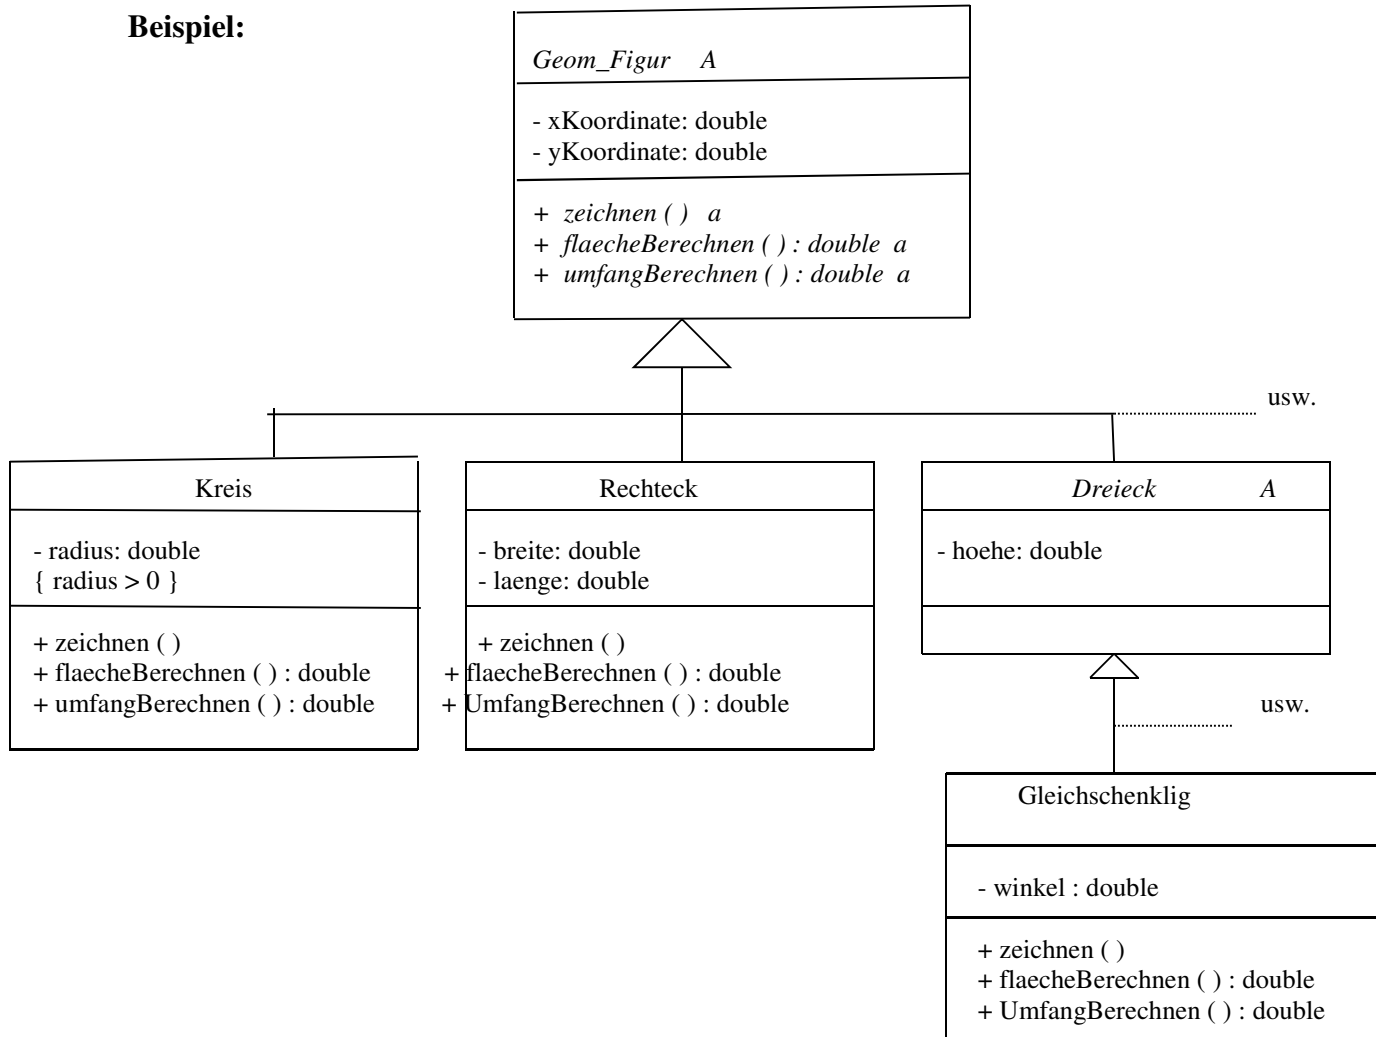 Beispiel:
Geom_Figur A
- xKoordinate: double
- yKoordinate: double
+ zeichnen ( ) a
+ flaecheBerechnen ( ) : double a
+ umfangBerechnen ( ) : double a
usw.
Kreis
- radius: double
{ radius > 0 }
+ zeichnen ( )
+ flaecheBerechnen ( ) : double
+ umfangBerechnen ( ) : double
Rechteck
- breite: double
- laenge: double
+ zeichnen ( )
+ flaecheBerechnen ( ) : double
+ UmfangBerechnen ( ) : double
Dreieck A
- hoehe: double
usw.
Gleichschenklig
- winkel : double
+ zeichnen ( )
+ flaecheBerechnen ( ) : double
+ UmfangBerechnen ( ) : double